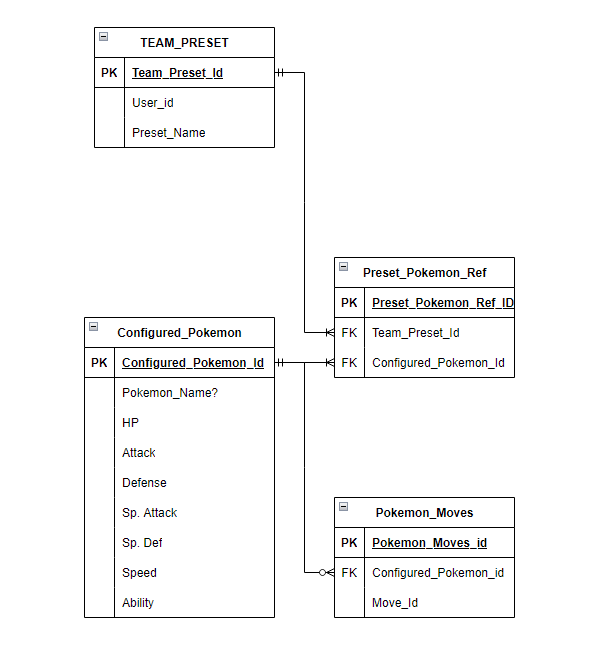 TEAM_PRESET
PK Team_Preset_Id
User_id
Preset_Name
Preset_Pokemon_Ref
PK Preset_Pokemon_Ref_ID
FK Team_Preset_Id
FK Configured_Pokemon_Id
Configured_Pokemon
PK Configured_Pokemon_Id
Pokemon_Name?
HP
Attack
Defense
Sp. Attack
Sp. Def
Speed
Ability
Pokemon_Moves
PK Pokemon_Moves_id
FK Configured_Pokemon_id
Move_Id